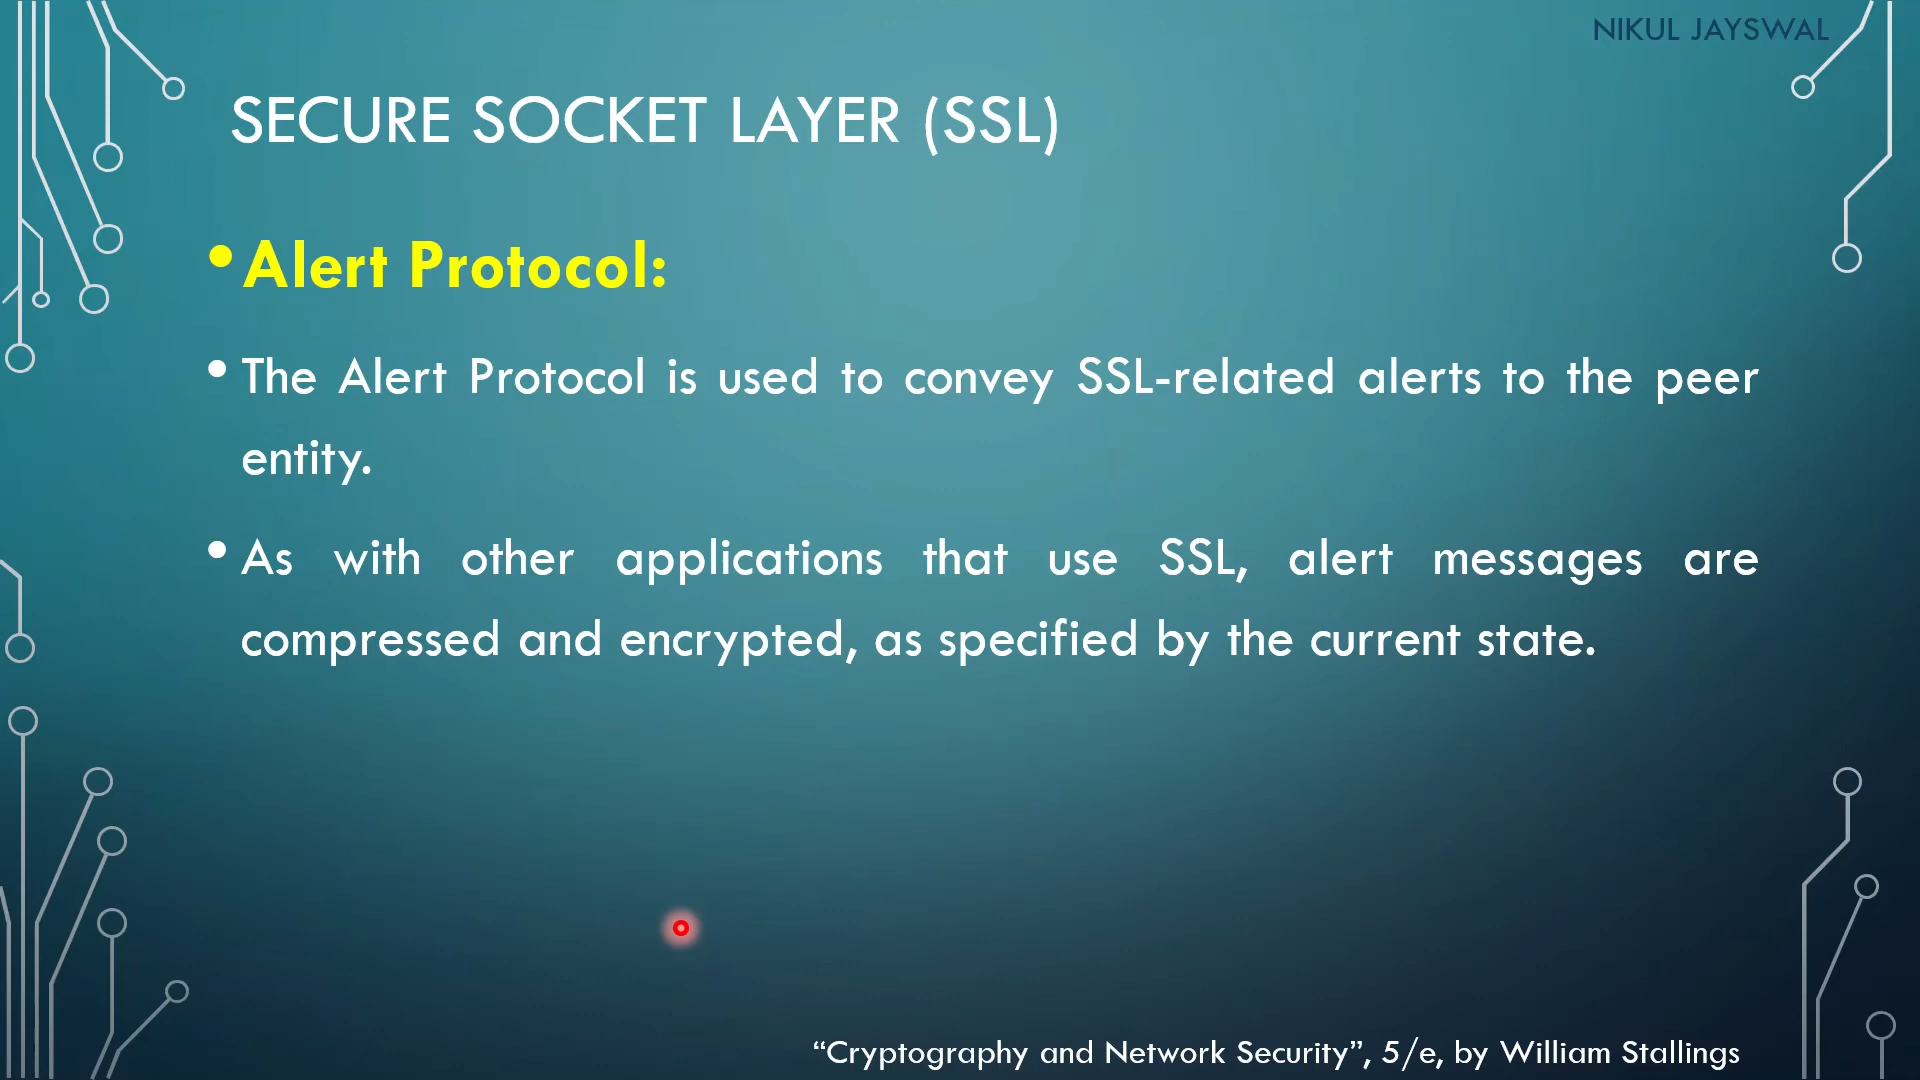 NIKUL JAYSWAL
SECURE SOCKET LAYER (SSL)
•Alert Protocol:
• The Alert Protocol is used to convey SSL-related alerts to the peer
entity.
• As with other applications that use SSL, alert messages are
compressed and encrypted, as specified by the current state.
“Cryptography and Network Security”, 5/e, by William Stallings